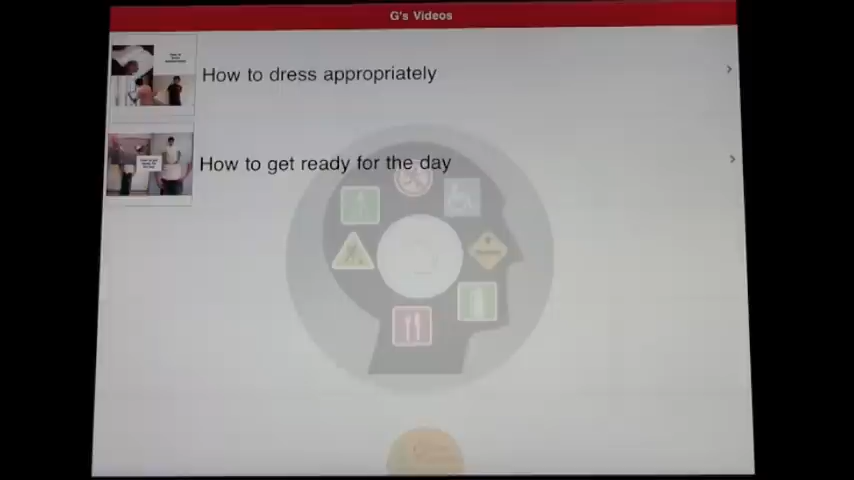 G's Videos
How to dress appropriately
How to get ready for the day